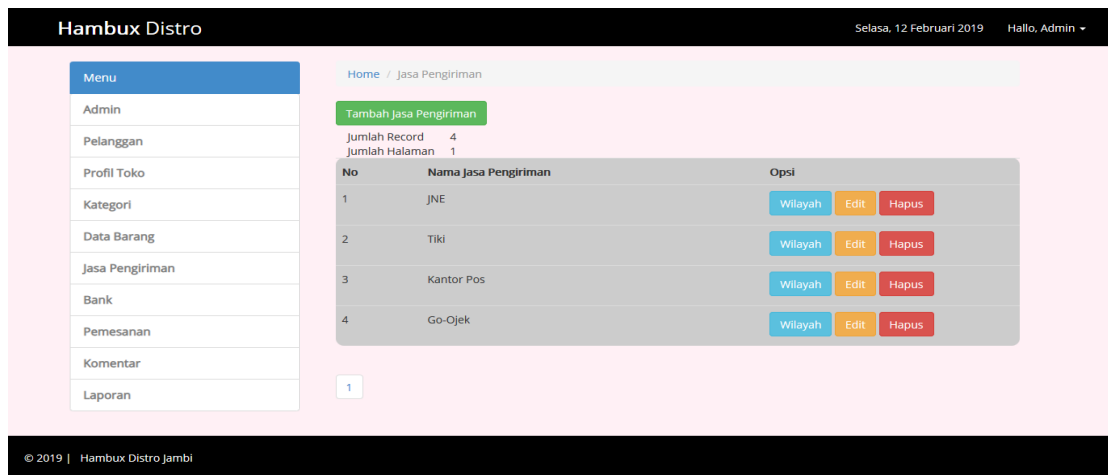 Hambux Distro
Selasa, 12 Februari 2019 Hallo, Admin
Menu
Admin
Pelanggan
Profil Toko
Kategori
Data Barang
Jasa Pengiriman
Bank
Pemesanan
Komentar
Laporan
Home / Jasa Pengiriman
Tambah Jasa Pengiriman
Jumlah Record 4
Jumlah Halaman 1
No Nama Jasa Pengiriman Opsi
1 JNE Wilayah Edit Hapus
2 Tiki Wilayah Edit Hapus
3 Kantor Pos Wilayah Edit Hapus
4 Go-Ojek Wilayah Edit Hapus
1
© 2019 | Hambux Distro Jambi